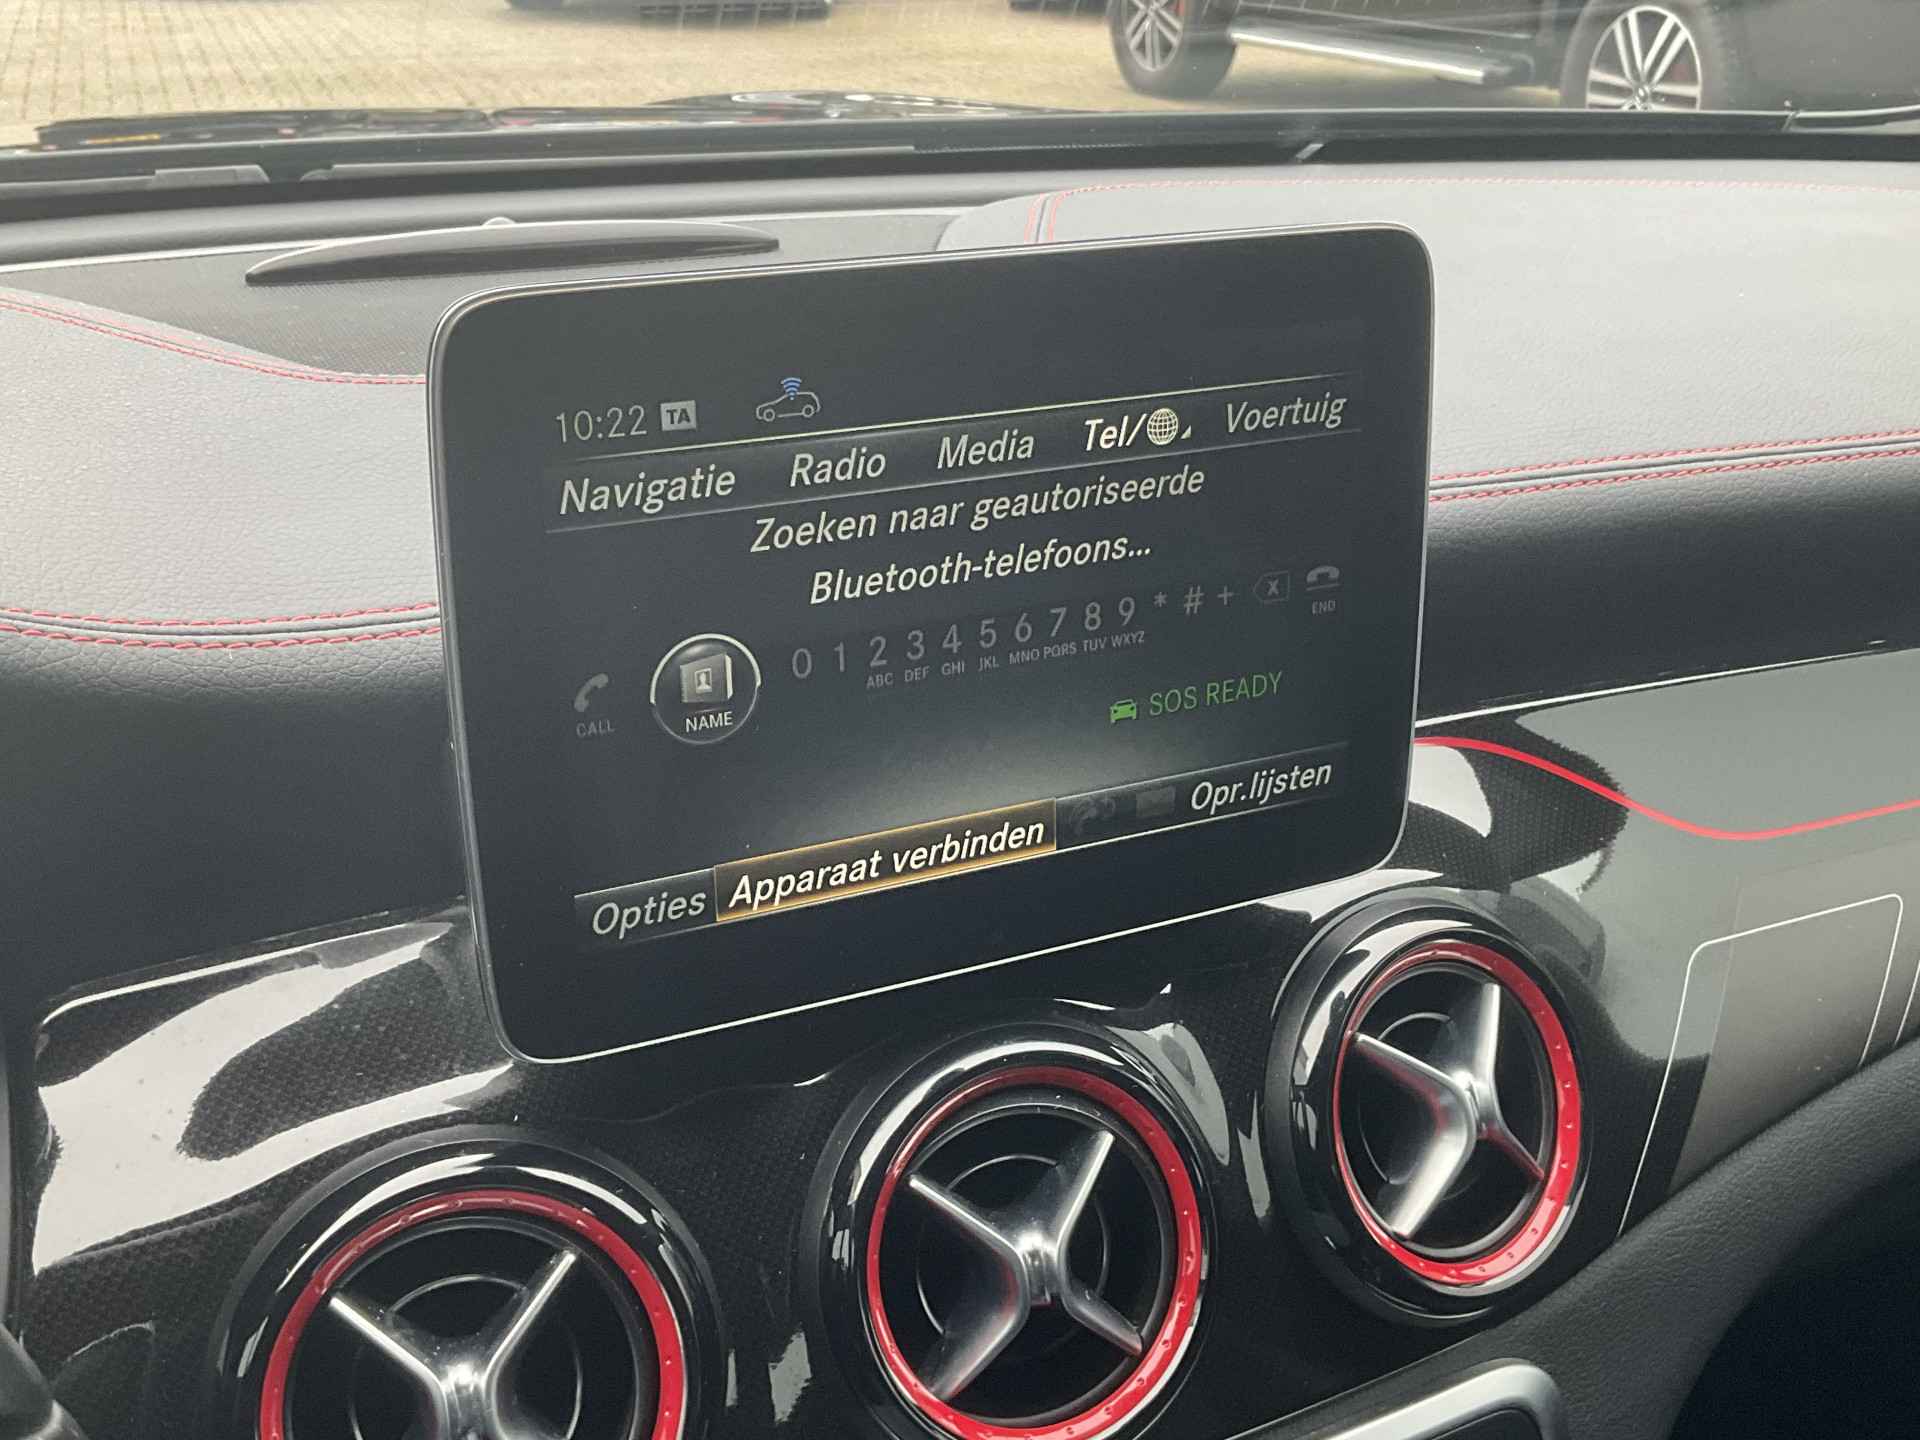 10:22 TA
Navigatie Radio Media Tel/ Voertuig
Zoeken naar geautoriseerde
Bluetooth-telefoons...
0 1 2 3 4 5 6 7 8 9 * # + X
ABC DEF GHI JKL MNO PQRS TUV WXYZ
CALL NAME END
SOS READY
Opties Apparaat verbinden Opr.lijsten